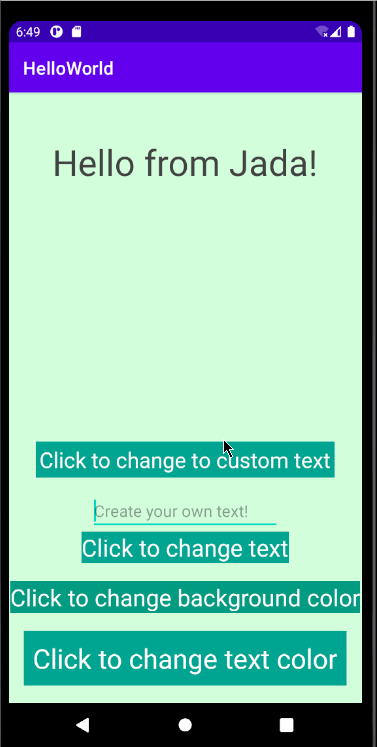 6:49
HelloWorld
Hello from Jada!
Click to change to custom text
Create your own text!
Click to change text
Click to change background color
Click to change text color